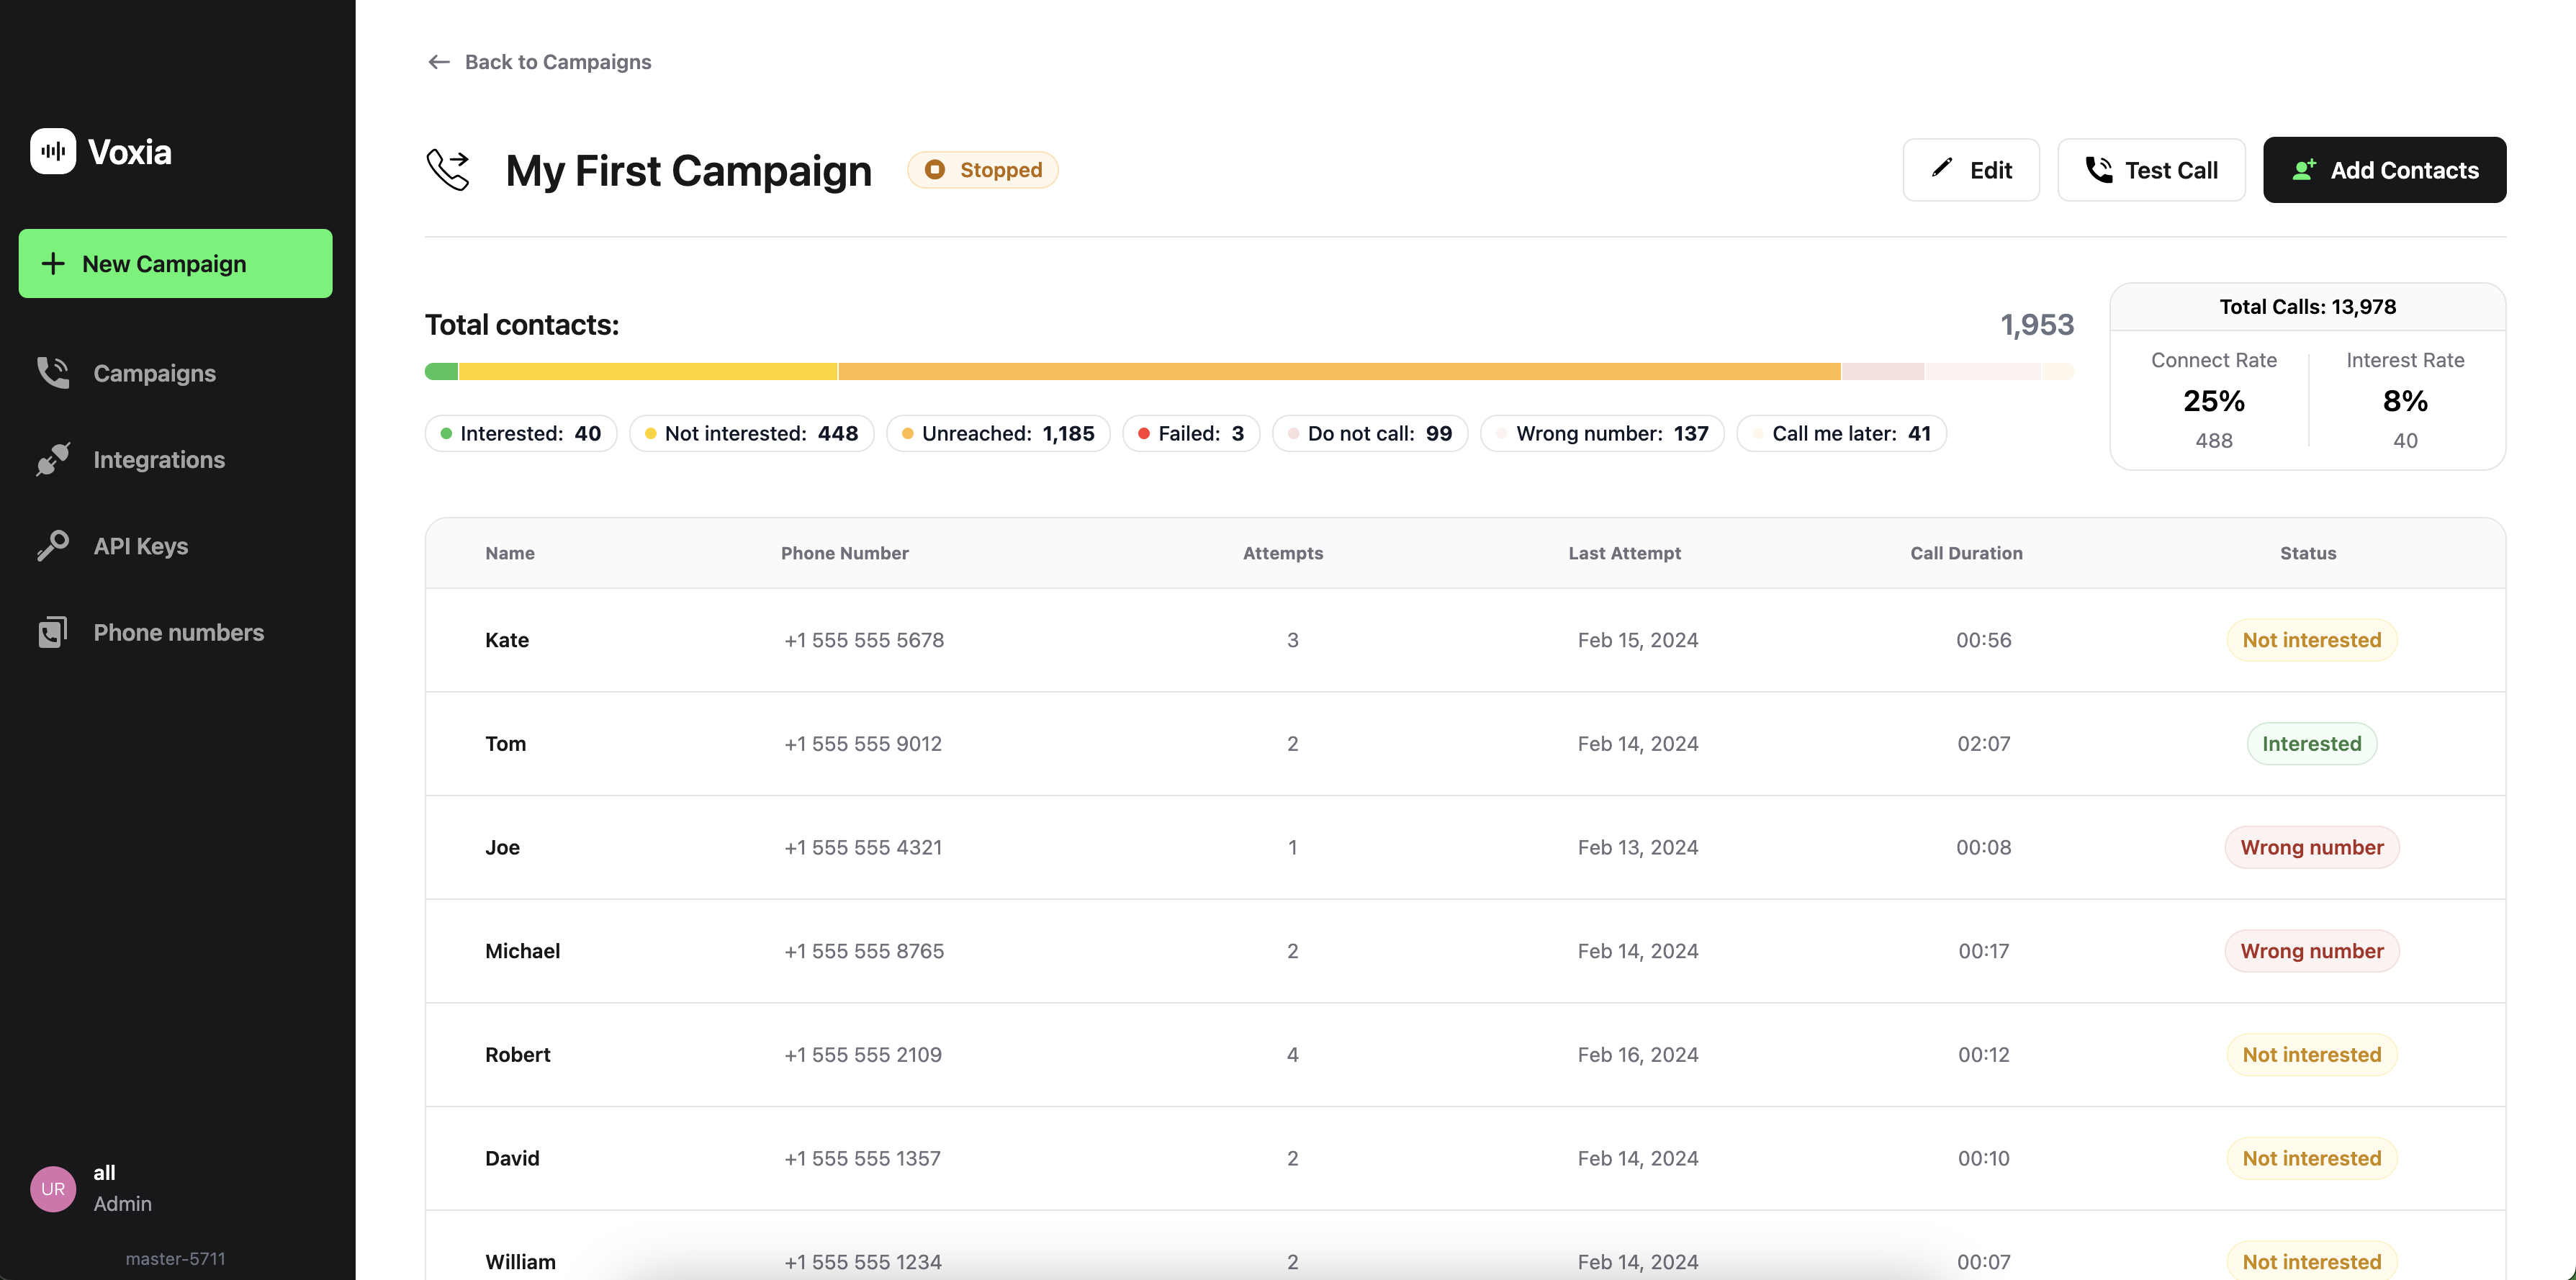 Voxia
New Campaign
Campaigns
Integrations
API Keys
Phone numbers
UR
all
Admin
master-5711
Back to Campaigns
My First Campaign Stopped Edit Test Call Add Contacts
Total contacts: 1,953
Interested: 40 Not interested: 448 Unreached: 1,185 Failed: 3 Do not call: 99 Wrong number: 137 Call me later: 41
Total Calls: 13,978
Connect Rate Interest Rate
25% 8%
488 40
Name Phone Number Attempts Last Attempt Call Duration Status
Kate +1 555 555 5678 3 Feb 15, 2024 00:56 Not interested
Tom +1 555 555 9012 2 Feb 14, 2024 02:07 Interested
Joe +1 555 555 4321 1 Feb 13, 2024 00:08 Wrong number
Michael +1 555 555 8765 2 Feb 14, 2024 00:17 Wrong number
Robert +1 555 555 2109 4 Feb 16, 2024 00:12 Not interested
David +1 555 555 1357 2 Feb 14, 2024 00:10 Not interested
William +1 555 555 1234 2 Feb 14, 2024 00:07 Not interested